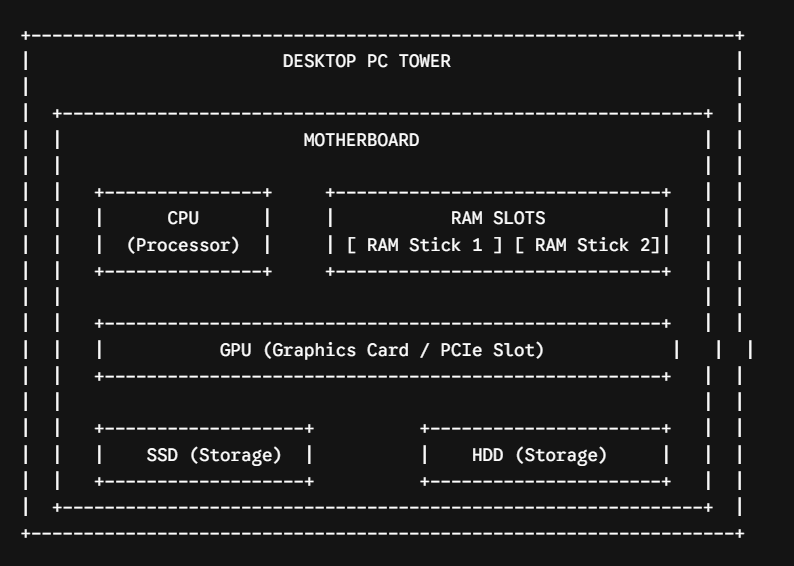 DESKTOP PC TOWER
MOTHERBOARD
CPU RAM SLOTS
(Processor) [ RAM Stick 1 ] [ RAM Stick 2]
GPU (Graphics Card / PCIe Slot)
SSD (Storage) HDD (Storage)